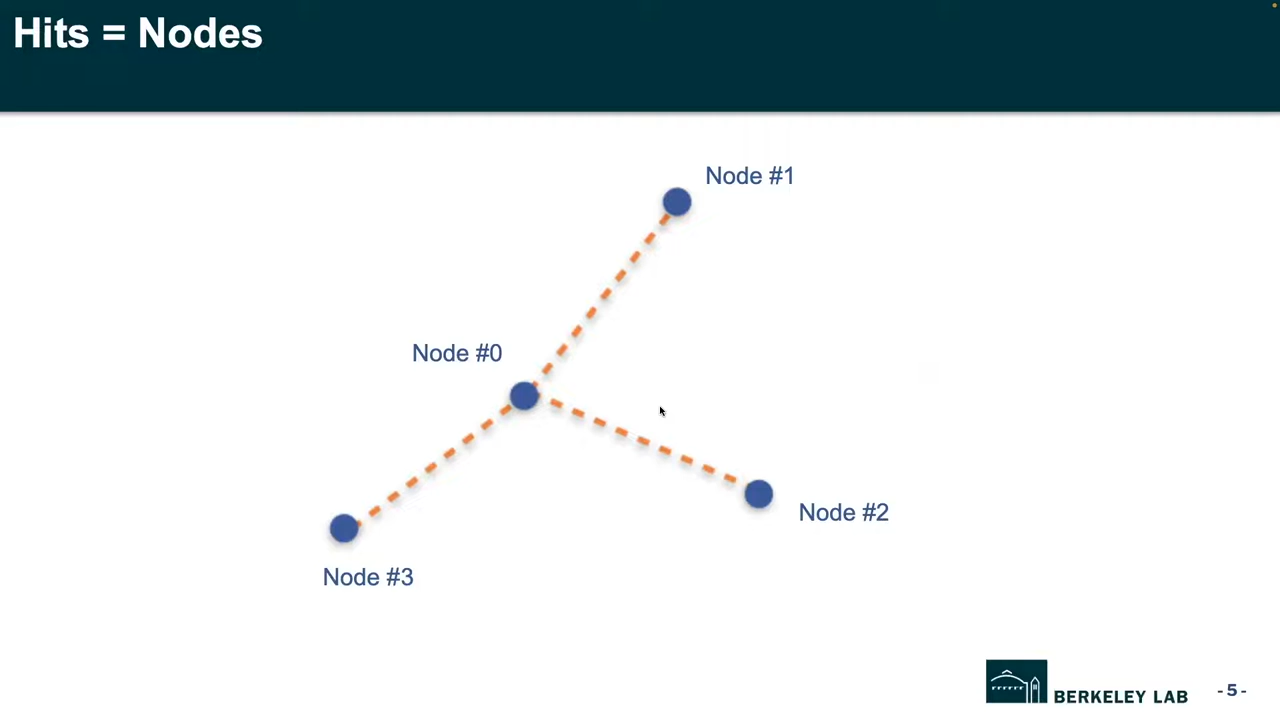 Hits = Nodes
Node #1
Node #0
Node #2
Node #3
BERKELEY LAB
- 5 -